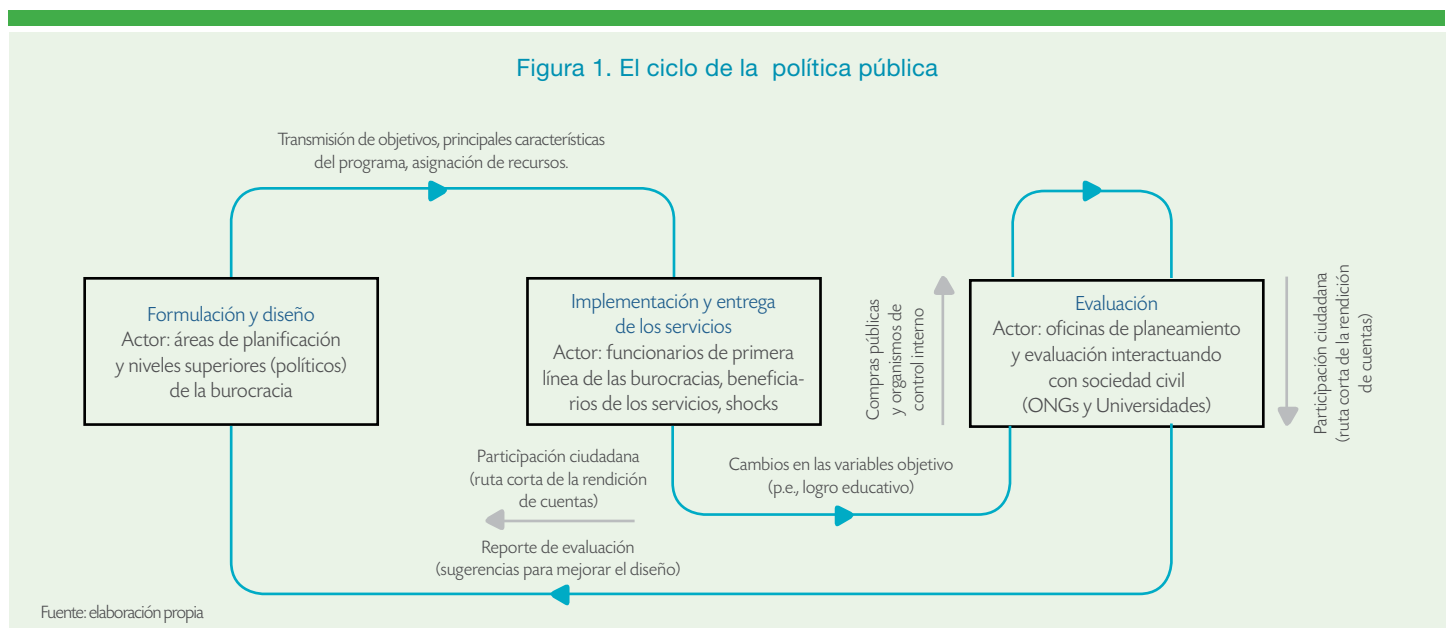 Figura 1. El ciclo de la  política pública
Transmisión de objetivos, principales características
del programa, asignación de recursos.
Formulación y diseño
Actor: áreas de planificación
y niveles superiores (políticos)
de la burocracia
Implementación y entrega
de los servicios
Actor: funcionarios de primera
línea de las burocracias, beneficia-
rios de los servicios, shocks
Compras públicas
y organismos de
control interno
Evaluación
Actor: oficinas de planeamiento
y evaluación interactuando
con sociedad civil
(ONGs y Universidades)
Participación ciudadana
(ruta corta de la rendición
de cuentas)
Particìpación ciudadana
(ruta corta de la rendición
de cuentas)
Cambios en las variables objetivo
(p.e., logro educativo)
Reporte de evaluación
(sugerencias para mejorar el diseño)
Fuente: elaboración propia